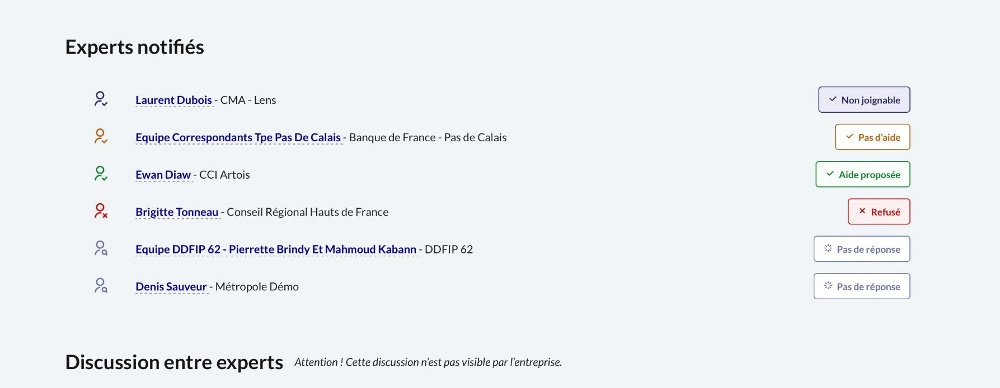 Experts notifiés
Laurent Dubois - CMA - Lens Non joignable
Equipe Correspondants Tpe Pas De Calais - Banque de France - Pas de Calais Pas d’aide
Ewan Diaw - CCI Artois Aide proposée
Brigitte Tonneau - Conseil Régional Hauts de France Refusé
Equipe DDFIP 62 - Pierrette Brindy Et Mahmoud Kabann - DDFIP 62 Pas de réponse
Denis Sauveur - Métropole Démo Pas de réponse
Discussion entre experts Attention ! Cette discussion n’est pas visible par l’entreprise.